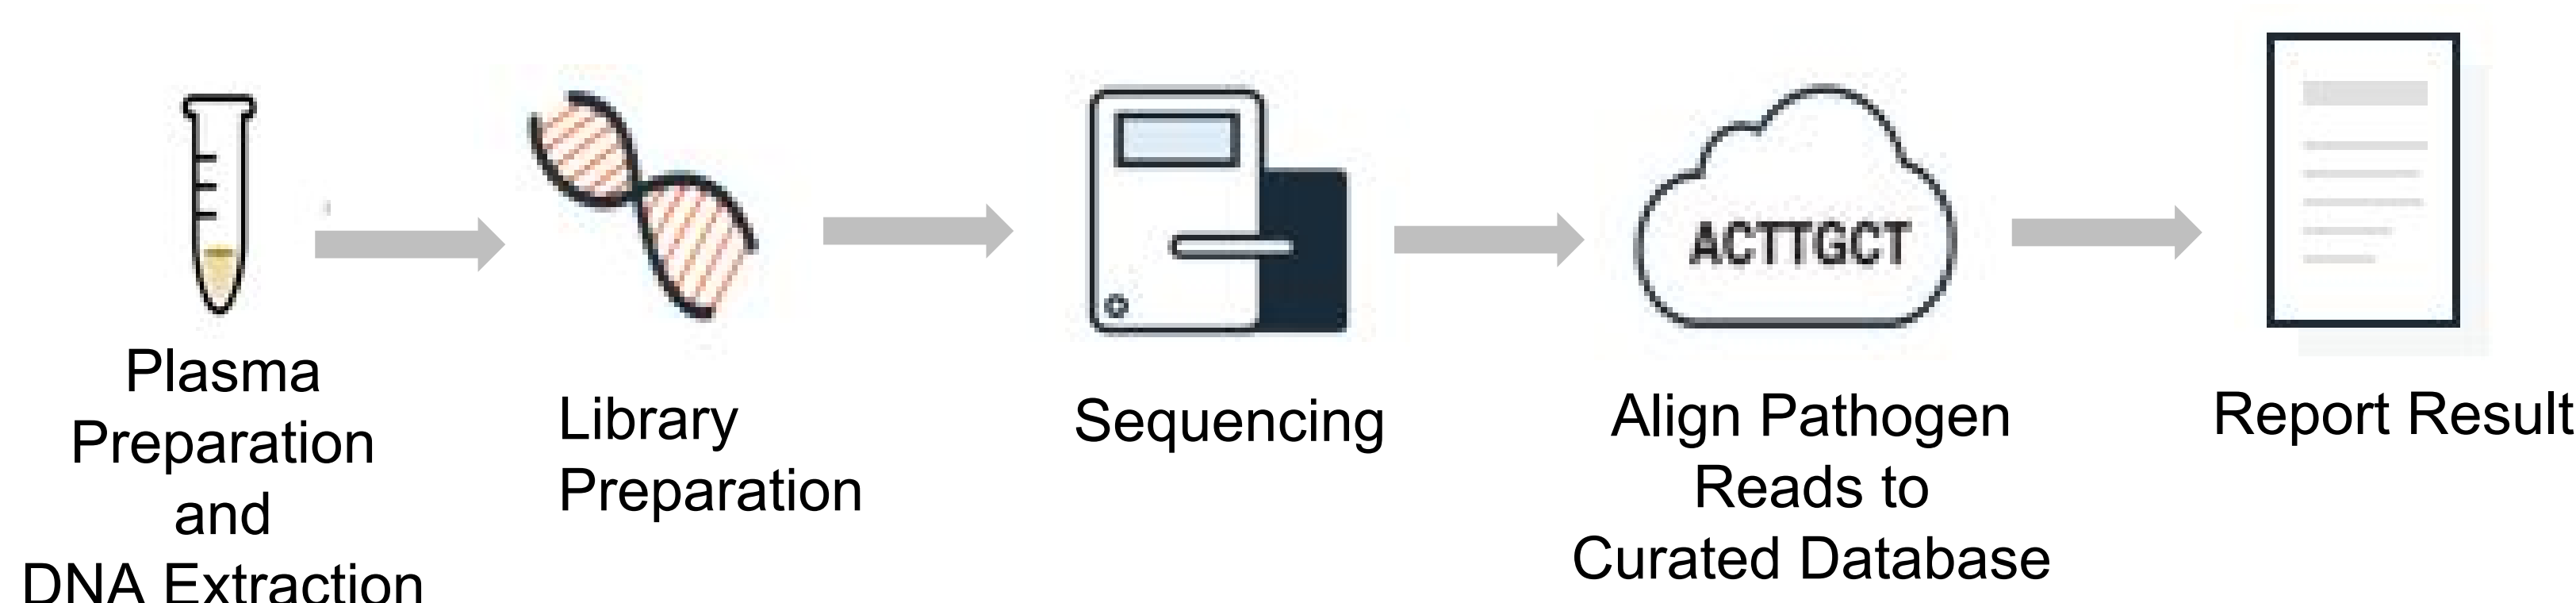 ACTTGCT
Plasma
Preparation
and
DNA Extraction
Library
Preparation
Sequencing
Align Pathogen
Reads to
Curated Database
Report Result